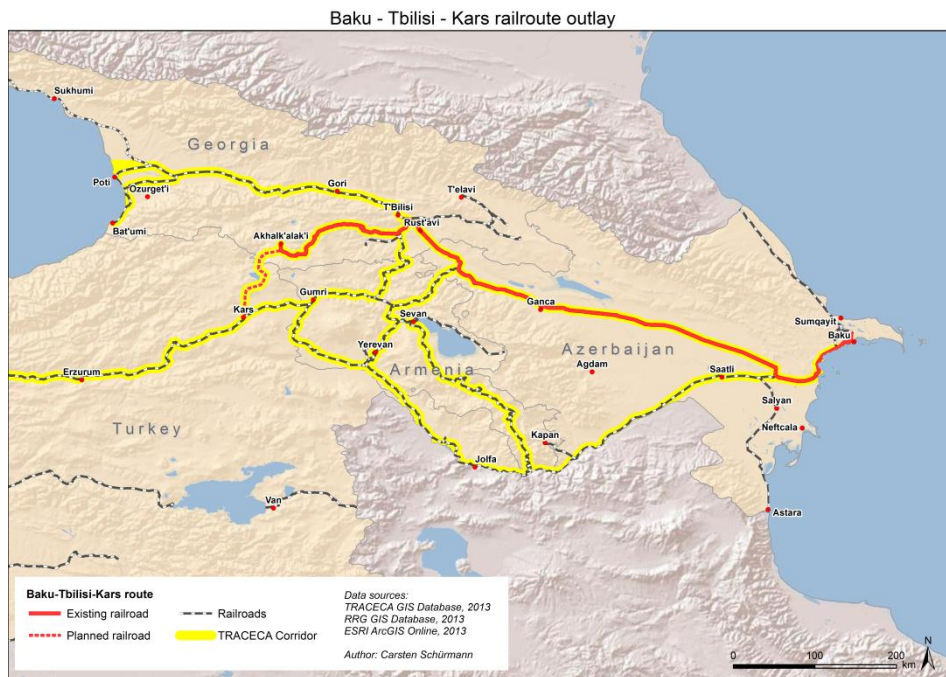 Baku - Tbilisi - Kars railroute outlay
Sukhumi
Georgia
Poti
Ozurget'i
Gori
T'elavi
T'Bilisi
Rust'avi
Bat'umi
Akhalk'alak'i
Gumri
Ganca
Kars
Sevan
Sumqayit
Baku
Yerevan
Azerbaijan
Erzurum
Armenia
Agdam
Saatli
Salyan
Turkey
Kapan
Neftcala
Jolfa
Van
Astara
Baku-Tbilisi-Kars route
Existing railroad
Planned railroad
Railroads
TRACECA Corridor
Data sources:
TRACECA GIS Database, 2013
RRG GIS Database, 2013
ESRI ArcGIS Online, 2013
Author: Carsten Schürmann
N
0 100 200
km